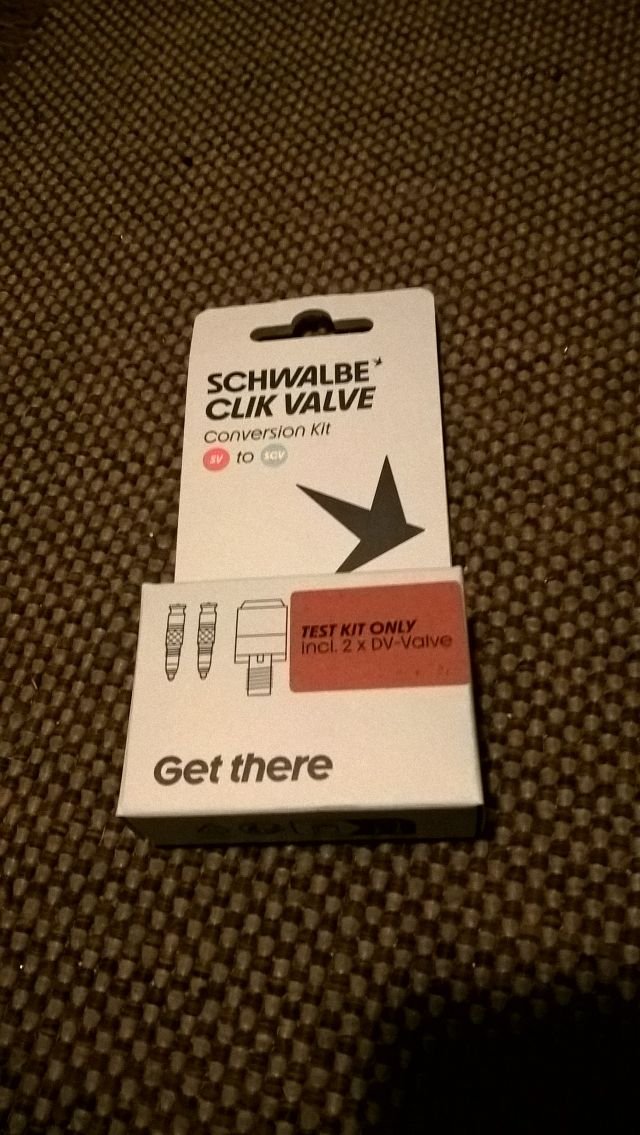 SCHWALBE
CLIK VALVE
Conversion Kit
SV to SCV
TEST KIT ONLY
incl. 2 x DV-Valve
Get there